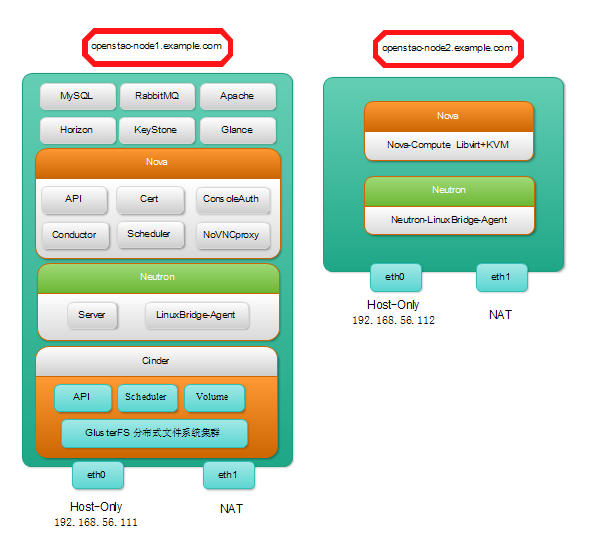 openstac-node1.example.com
MySQL
RabbitMQ
Apache
Horizon
KeyStone
Glance
Nova
API
Cert
ConsoleAuth
Conductor
Scheduler
NoVNCproxy
Neutron
Server
LinuxBridge-Agent
Cinder
API
Scheduler
Volume
GlusterFS 分布式文件系统集群
eth0
eth1
Host-Only
192.168.56.111
NAT
openstac-node2.example.com
Nova
Nova-Compute Libvirt+KVM
Neutron
Neutron-LinuxBridge-Agent
eth0
eth1
Host-Only
192.168.56.112
NAT